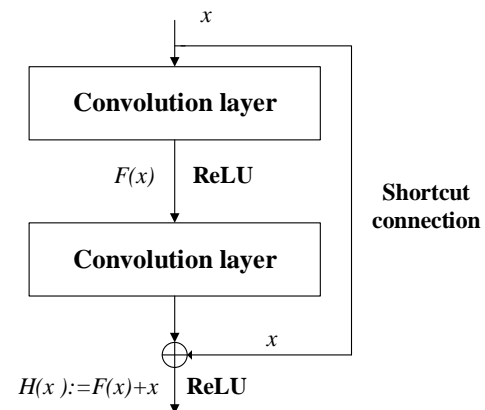 x
Convolution layer
F(x) ReLU
Shortcut
connection
Convolution layer
x
H(x ):=F(x)+x ReLU